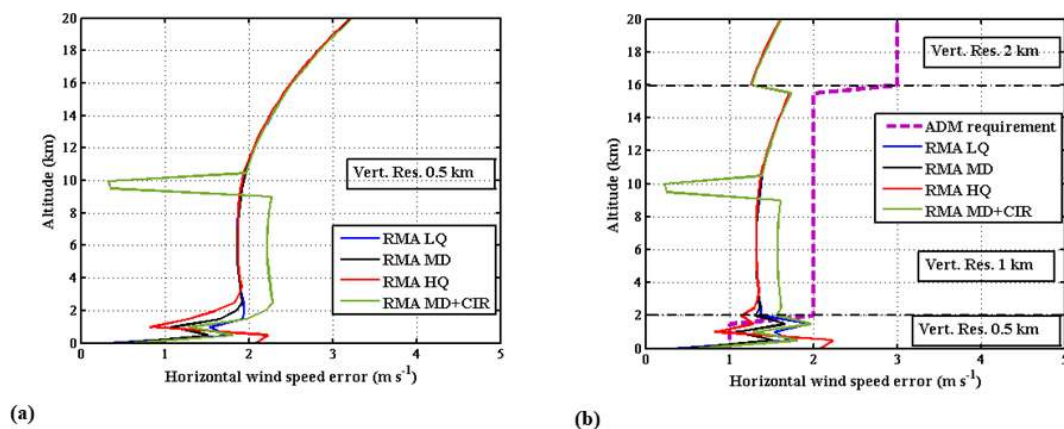 20
18
16
14
12
10
8
6
4
2
0
Altitude (km)
Vert. Res. 0.5 km
RMA LQ
RMA MD
RMA HQ
RMA MD+CIR
0 1 2 3 4 5
Horizontal wind speed error (m s-1)
(a)
20
18
16
14
12
10
8
6
4
2
0
Altitude (km)
Vert. Res. 2 km
ADM requirement
RMA LQ
RMA MD
RMA HQ
RMA MD+CIR
Vert. Res. 1 km
Vert. Res. 0.5 km
0 1 2 3 4 5
Horizontal wind speed error (m s-1)
(b)